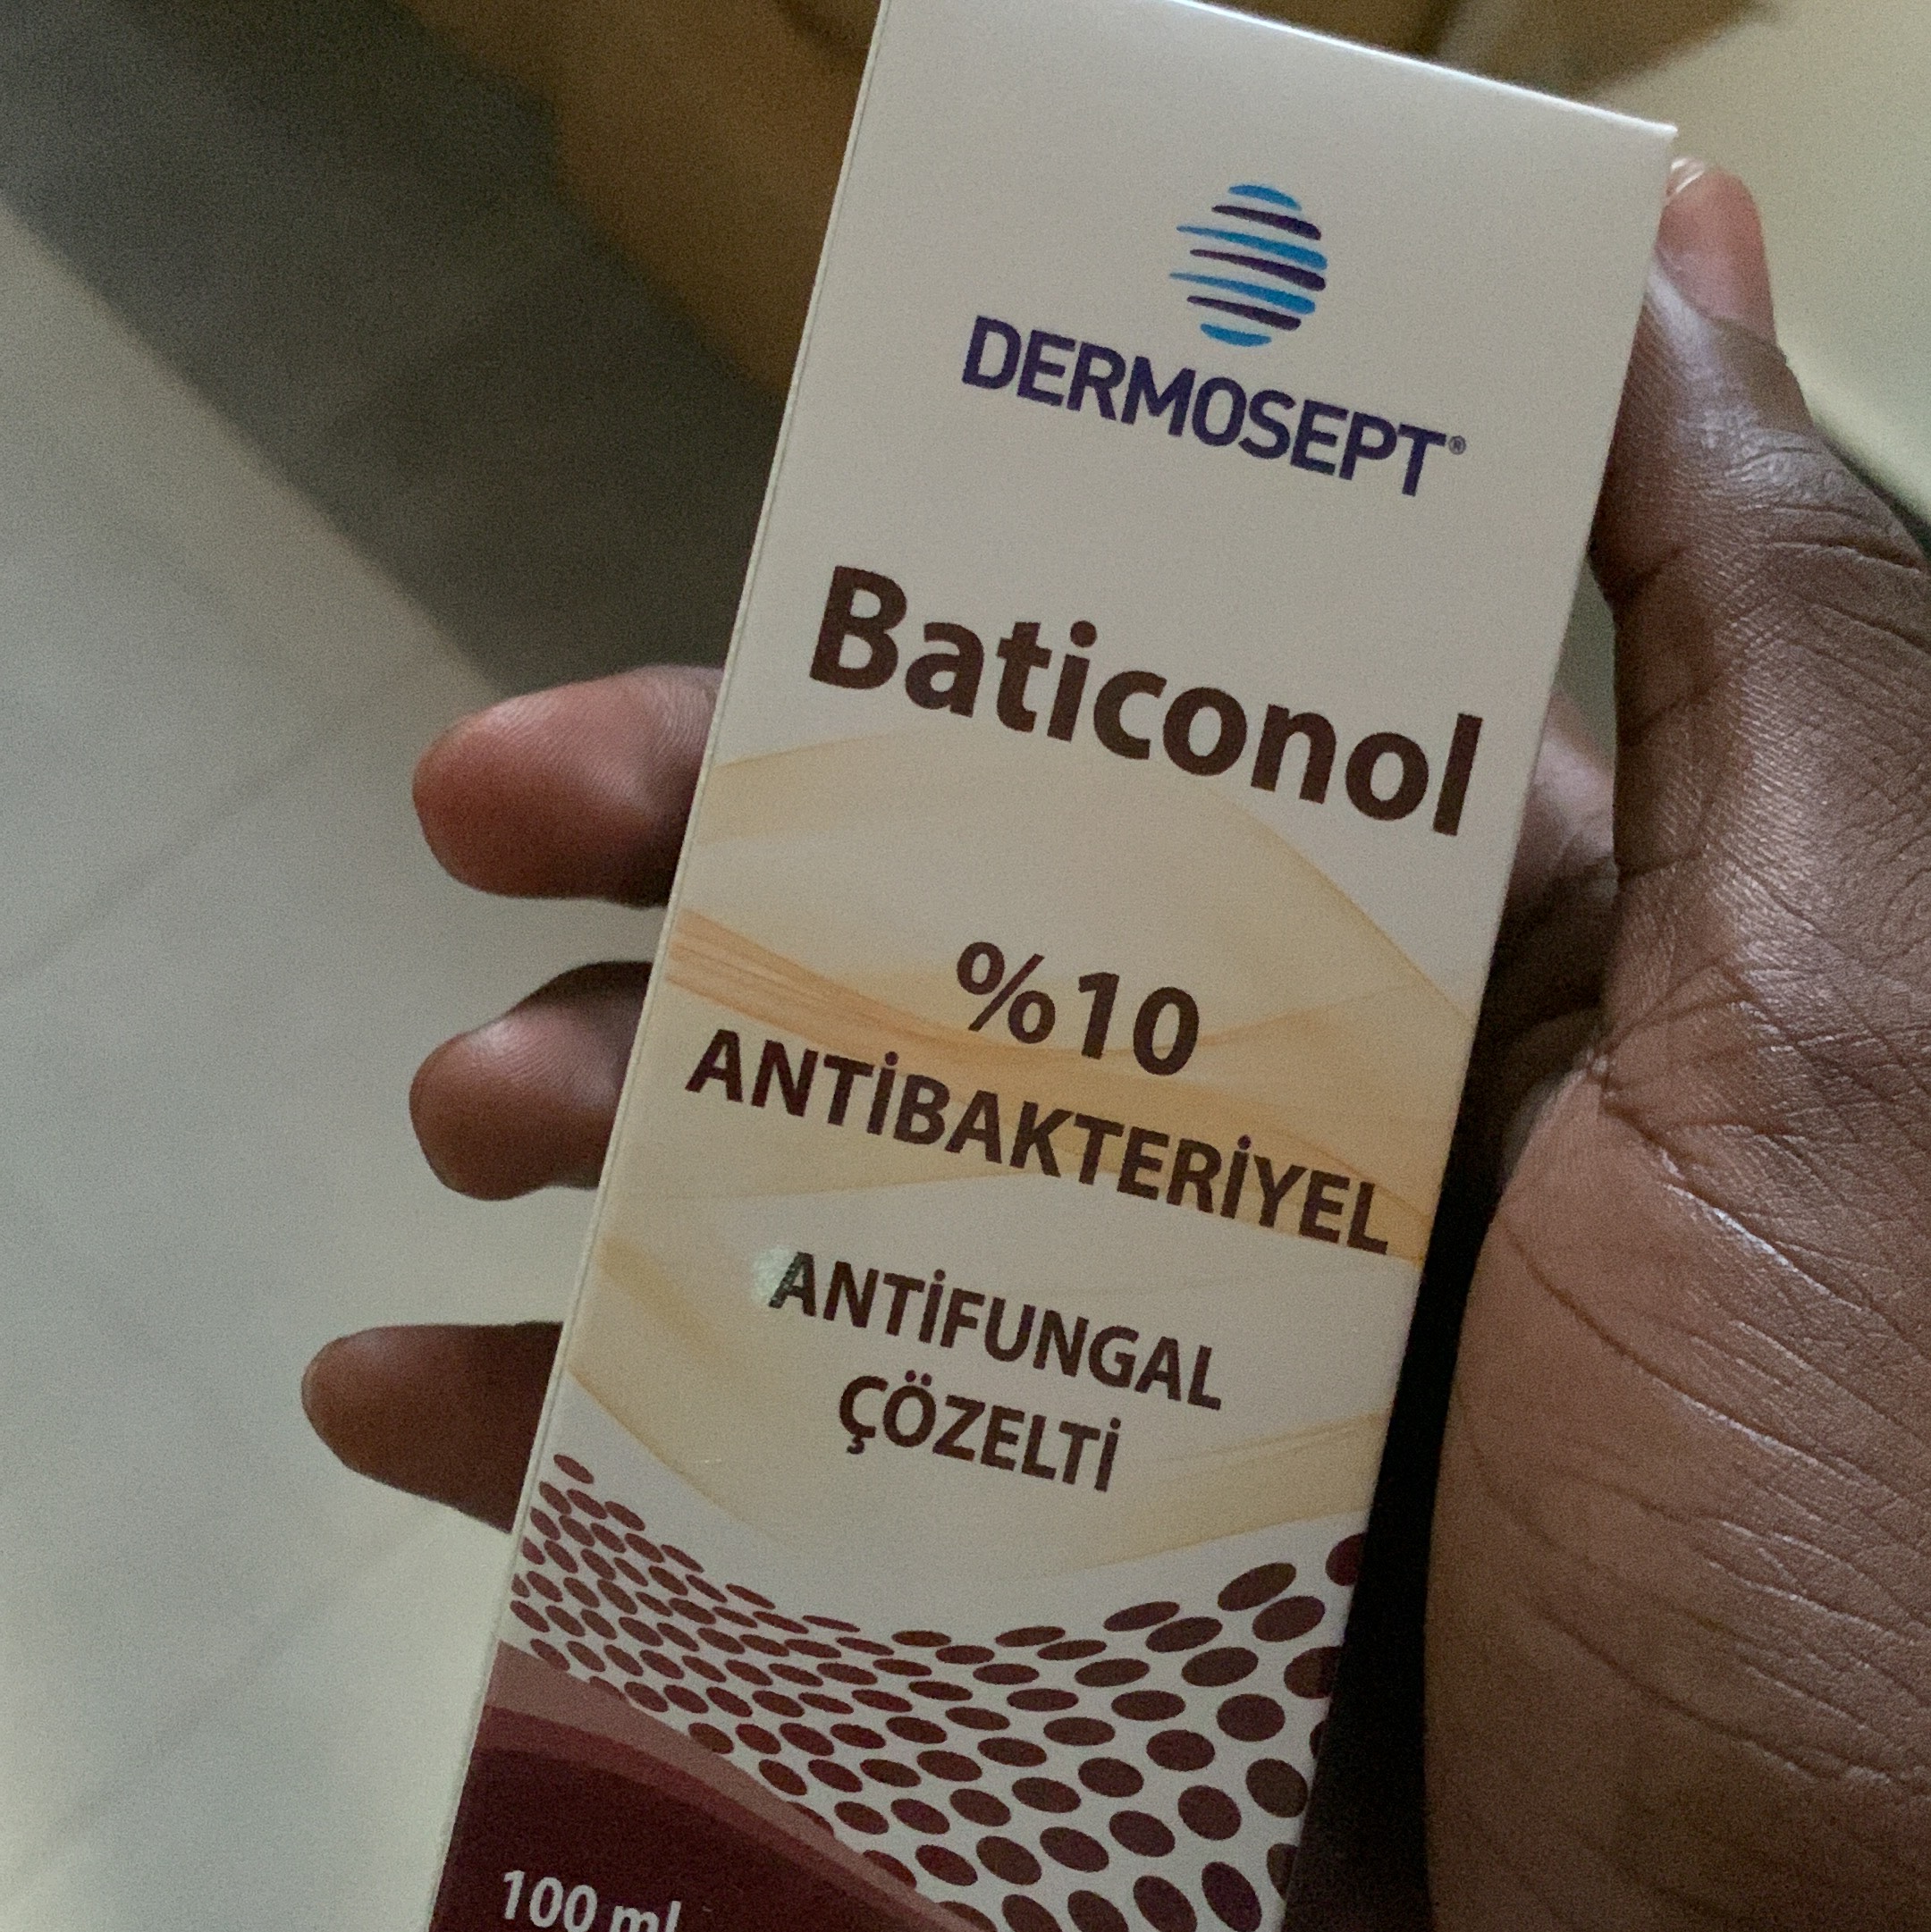 DERMOSEPT®
Baticonol
%10
ANTİBAKTERİYEL
ANTİFUNGAL
ÇÖZELTİ
100 ml